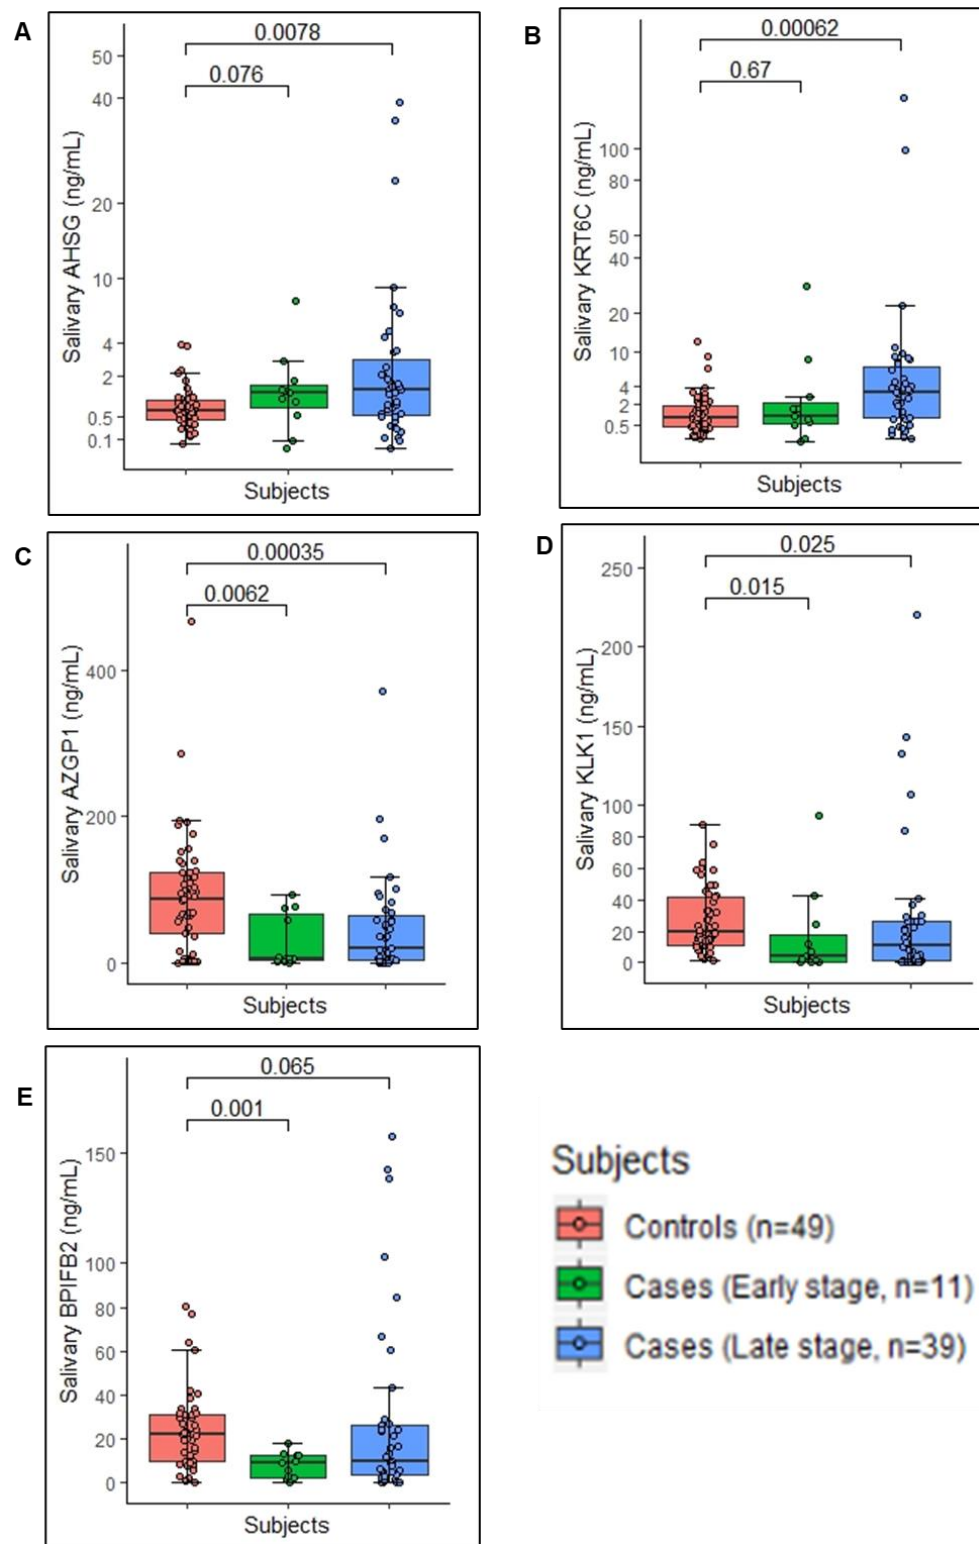 A
0.0078
0.076
50
40
20
10
4
2
0.5
0.1
Salivary AHSG (ng/mL)
Subjects
B
0.00062
0.67
100
80
50
40
20
10
4
2
0.5
Salivary KRT6C (ng/mL)
Subjects
C
0.00035
0.0062
400
200
0
Salivary AZGP1 (ng/mL)
Subjects
D
0.025
0.015
250
200
150
100
80
60
40
20
0
Salivary KLK1 (ng/mL)
Subjects
E
0.065
0.001
150
100
80
60
40
20
0
Salivary BPIFB2 (ng/mL)
Subjects
Subjects
Controls (n=49)
Cases (Early stage, n=11)
Cases (Late stage, n=39)